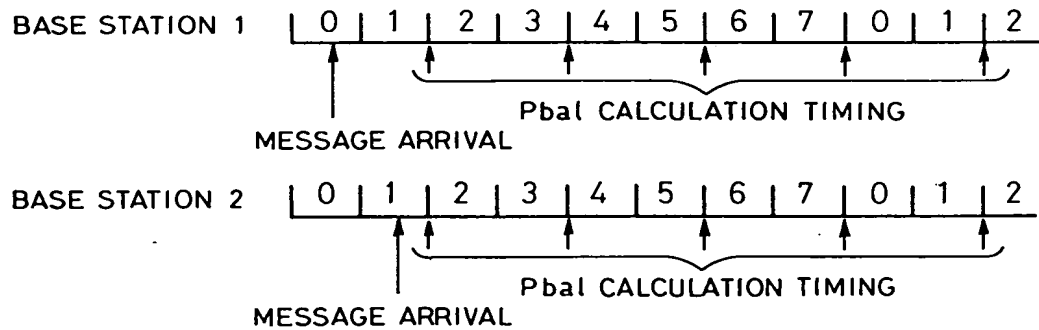 BASE STATION 1 0 1 2 3 4 5 6 7 0 1 2
Pbal CALCULATION TIMING
MESSAGE ARRIVAL
BASE STATION 2 0 1 2 3 4 5 6 7 0 1 2
Pbal CALCULATION TIMING
MESSAGE ARRIVAL